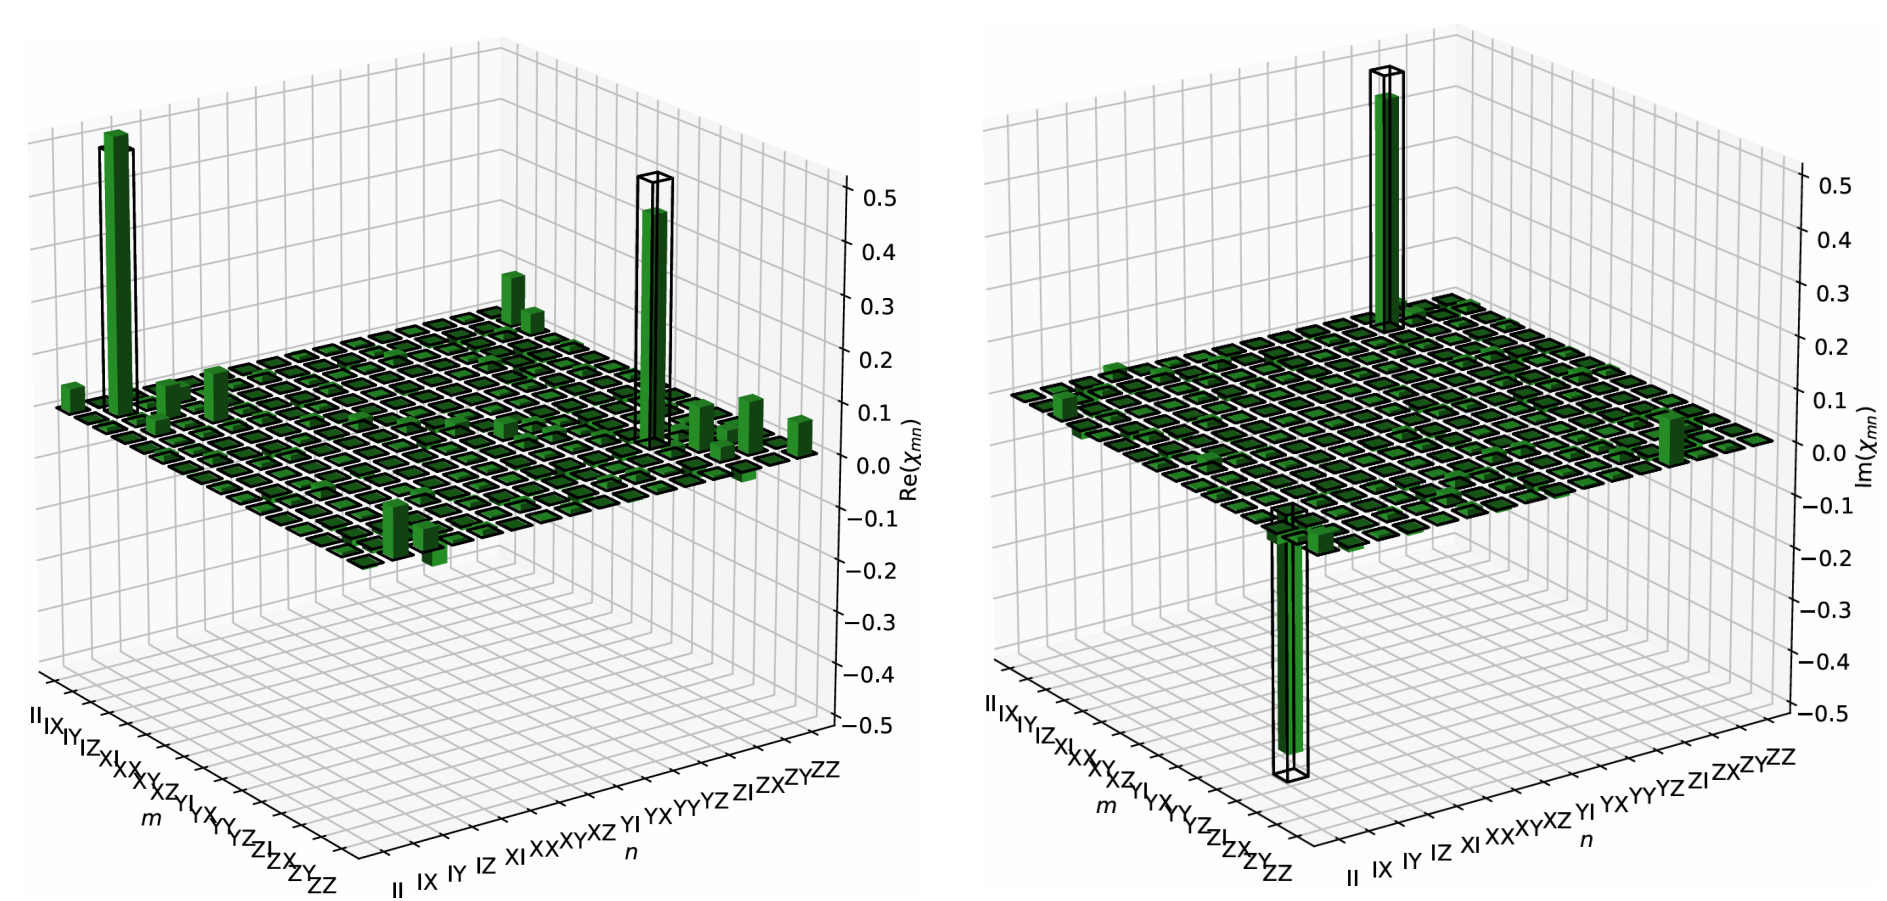 0.5
0.4
0.3
0.2
0.1
0.0
−0.1
−0.2
−0.3
−0.4
−0.5
Re(χmn)
II IX IY IZ XI XX XY XZ YI YX YY YZ ZI ZX ZY ZZ
m
II IX IY IZ XI XX XY XZ YI YX YY YZ ZI ZX ZY ZZ
n
0.5
0.4
0.3
0.2
0.1
0.0
−0.1
−0.2
−0.3
−0.4
−0.5
Im(χmn)
II IX IY IZ XI XX XY XZ YI YX YY YZ ZI ZX ZY ZZ
m
II IX IY IZ XI XX XY XZ YI YX YY YZ ZI ZX ZY ZZ
n